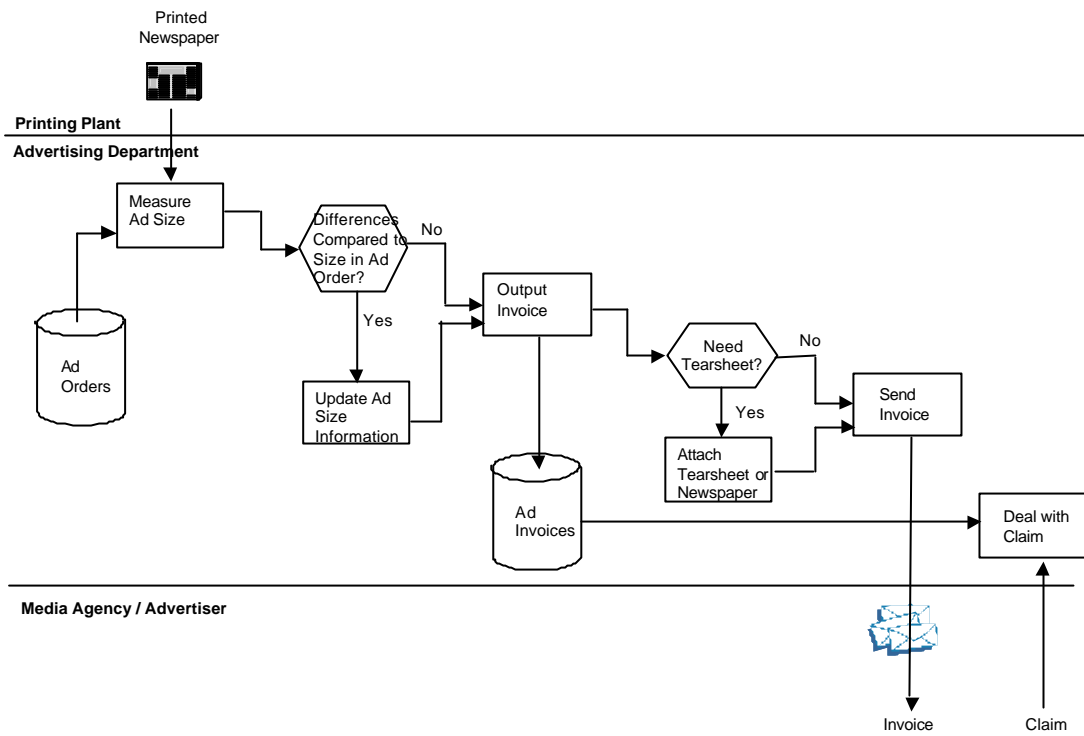 Printed
Newspaper
Printing Plant
Advertising Department
Measure
Ad Size
Differences
Compared to
Size in Ad
Order?
No
Yes
Ad
Orders
Update Ad
Size
Information
Output
Invoice
Need
Tearsheet?
No
Yes
Attach
Tearsheet or
Newspaper
Send
Invoice
Ad
Invoices
Deal with
Claim
Media Agency / Advertiser
Invoice
Claim